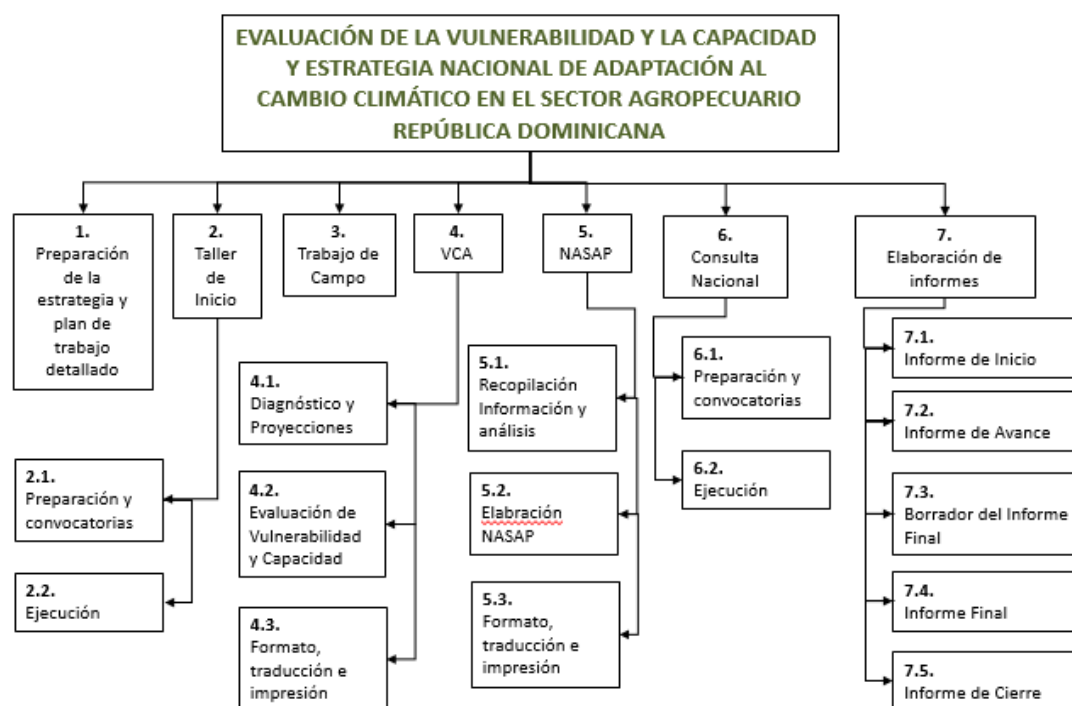 EVALUACIÓN DE LA VULNERABILIDAD Y LA CAPACIDAD
Y ESTRATEGIA NACIONAL DE ADAPTACIÓN AL
CAMBIO CLIMÁTICO EN EL SECTOR AGROPECUARIO
REPÚBLICA DOMINICANA
1.
Preparación
de la
estrategia y
plan de
trabajo
detallado
2.
Taller
de
Inicio
3.
Trabajo de
Campo
4.
VCA
5.
NASAP
6.
Consulta
Nacional
7.
Elaboración de
informes
2.1.
Preparación y
convocatorias
2.2.
Ejecución
4.1.
Diagnóstico y
Proyecciones
4.2.
Evaluación de
Vulnerabilidad
y Capacidad
4.3.
Formato,
traducción e
impresión
5.1.
Recopilación
Información y
análisis
5.2.
Elabración
NASAP
5.3.
Formato,
traducción e
impresión
6.1.
Preparación y
convocatorias
6.2.
Ejecución
7.1.
Informe de Inicio
7.2.
Informe de Avance
7.3.
Borrador del Informe
Final
7.4.
Informe Final
7.5.
Informe de Cierre